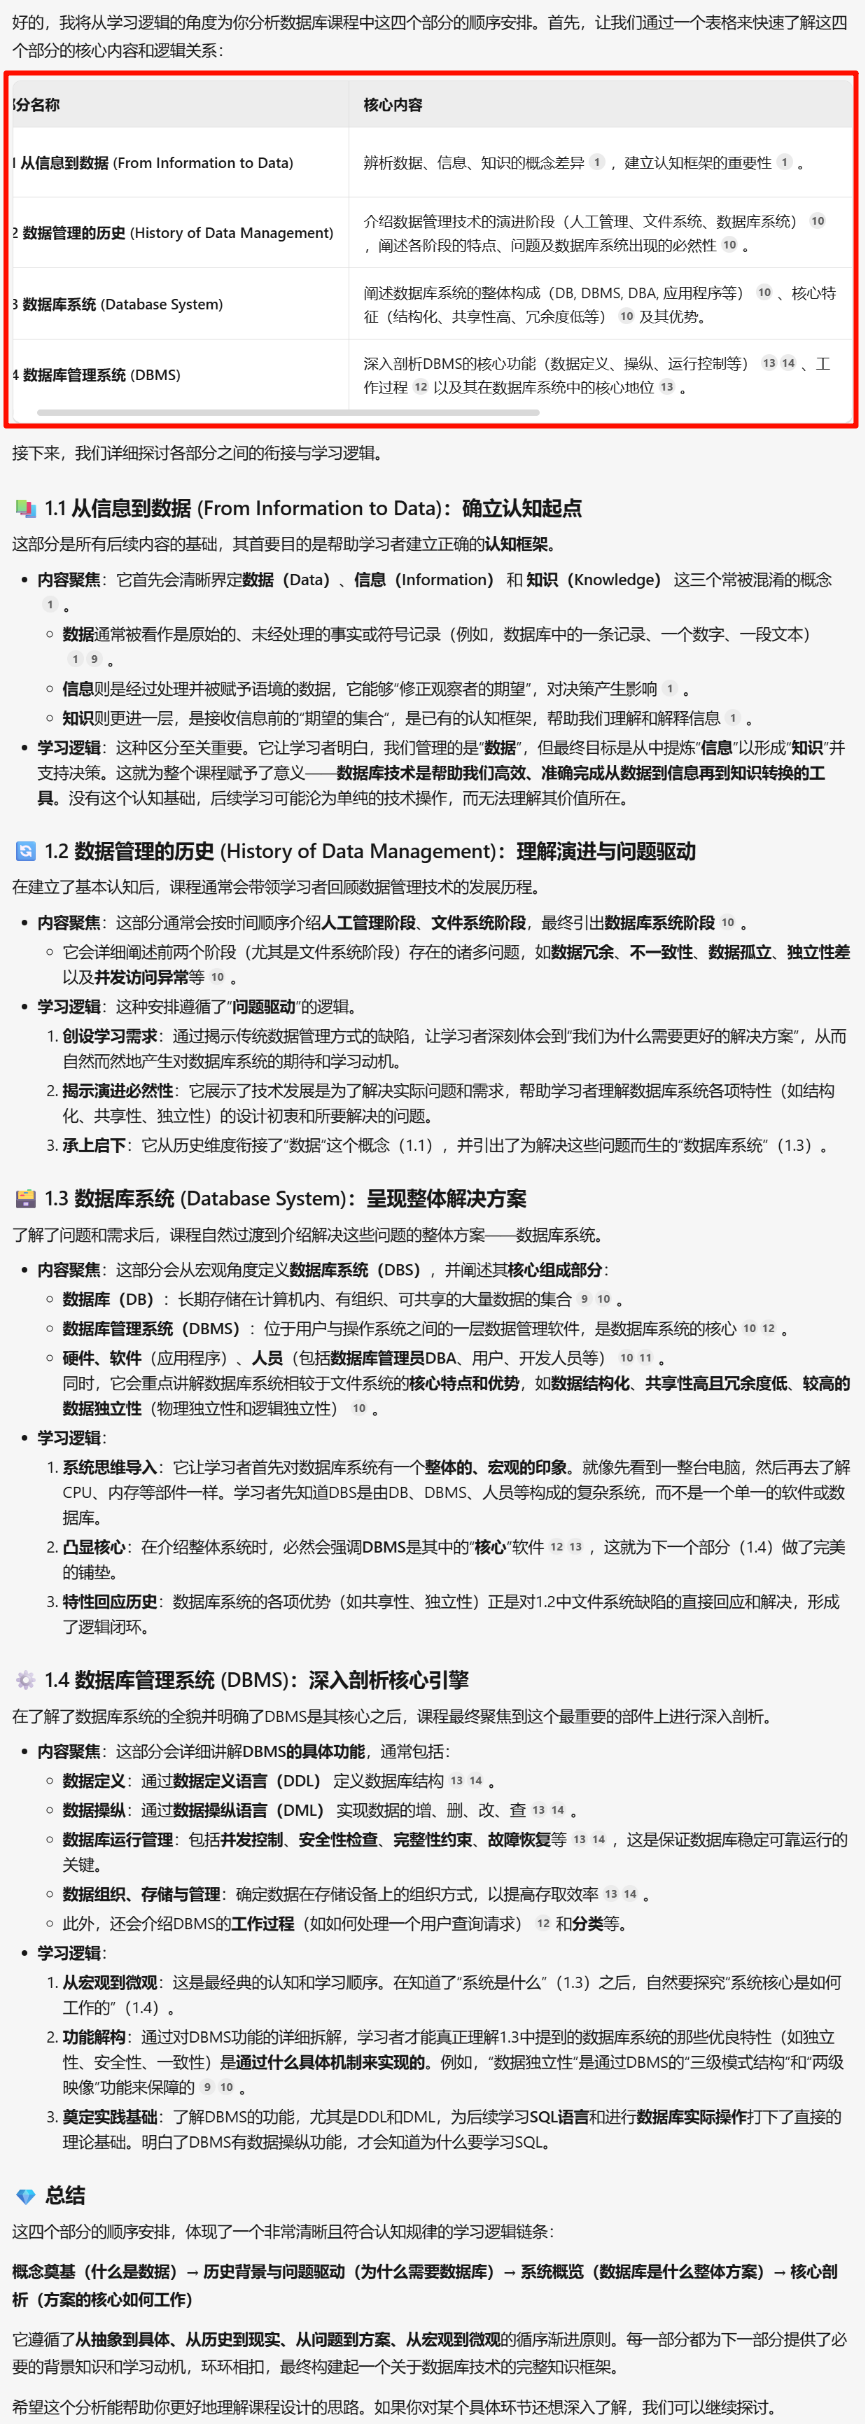 好的，我将从学习逻辑的角度为你分析数据库课程中这四个部分的顺序安排。首先，让我们通过一个表格来快速了解这四
个部分的核心内容和逻辑关系：
分名称 核心内容
从信息到数据 (From Information to Data) 辨析数据、信息、知识的概念差异 1 ，建立认知框架的重要性 1 。
2 数据管理的历史 (History of Data Management) 介绍数据管理技术的演进阶段（人工管理、文件系统、数据库系统） 10
，阐述各阶段的特点、问题及数据库系统出现的必然性 10 。
3 数据库系统 (Database System) 阐述数据库系统的整体构成（DB, DBMS, DBA, 应用程序等） 10 、核心特
征（结构化、共享性高、冗余度低等） 10 及其优势。
4 数据库管理系统 (DBMS) 深入剖析DBMS的核心功能（数据定义、操纵、运行控制等） 13 14 、工
作过程 12 以及其在数据库系统中的核心地位 13 。
接下来，我们详细探讨各部分之间的衔接与学习逻辑。
📚 1.1 从信息到数据 (From Information to Data)：确立认知起点
这部分是所有后续内容的基础，其首要目的是帮助学习者建立正确的认知框架。
• 内容聚焦：它首先会清晰界定数据（Data）、信息（Information） 和 知识（Knowledge） 这三个常被混淆的概念
1 。
◦ 数据通常被看作是原始的、未经处理的事实或符号记录（例如，数据库中的一条记录、一个数字、一段文本）
1 9 。
◦ 信息则是经过处理并被赋予语境的数据，它能够“修正观察者的期望”，对决策产生影响 1 。
◦ 知识则更进一层，是接收信息前的“期望的集合”，是已有的认知框架，帮助我们理解和解释信息 1 。
• 学习逻辑：这种区分至关重要。它让学习者明白，我们管理的是“数据”，但最终目标是从中提炼“信息”以形成“知识”并
支持决策。这就为整个课程赋予了意义——数据库技术是帮助我们高效、准确完成从数据到信息再到知识转换的工
具。没有这个认知基础，后续学习可能沦为单纯的技术操作，而无法理解其价值所在。
🔄 1.2 数据管理的历史 (History of Data Management)：理解演进与问题驱动
在建立了基本认知后，课程通常会带领学习者回顾数据管理技术的发展历程。
• 内容聚焦：这部分通常会按时间顺序介绍人工管理阶段、文件系统阶段，最终引出数据库系统阶段 10 。
◦ 它会详细阐述前两个阶段（尤其是文件系统阶段）存在的诸多问题，如数据冗余、不一致性、数据孤立、独立性差
以及并发访问异常等 10 。
• 学习逻辑：这种安排遵循了“问题驱动”的逻辑。
1. 创设学习需求：通过揭示传统数据管理方式的缺陷，让学习者深刻体会到“我们为什么需要更好的解决方案”，从而
自然而然地产生对数据库系统的期待和学习动机。
2. 揭示演进必然性：它展示了技术发展是为了解决实际问题和需求，帮助学习者理解数据库系统各项特性（如结构
化、共享性、独立性）的设计初衷和所要解决的问题。
3. 承上启下：它从历史维度衔接了“数据”这个概念（1.1），并引出了为解决这些问题而生的“数据库系统”（1.3）。
🗃️ 1.3 数据库系统 (Database System)：呈现整体解决方案
了解了问题和需求后，课程自然过渡到介绍解决这些问题的整体方案——数据库系统。
• 内容聚焦：这部分会从宏观角度定义数据库系统（DBS），并阐述其核心组成部分：
◦ 数据库（DB）：长期存储在计算机内、有组织、可共享的大量数据的集合 9 10 。
◦ 数据库管理系统（DBMS）：位于用户与操作系统之间的一层数据管理软件，是数据库系统的核心 10 12 。
◦ 硬件、软件（应用程序）、人员（包括数据库管理员DBA、用户、开发人员等） 10 11 。
同时，它会重点讲解数据库系统相较于文件系统的核心特点和优势，如数据结构化、共享性高且冗余度低、较高的
数据独立性（物理独立性和逻辑独立性） 10 。
• 学习逻辑：
1. 系统思维导入：它让学习者首先对数据库系统有一个整体的、宏观的印象。就像先看到一整台电脑，然后再去了解
CPU、内存等部件一样。学习者先知道DBS是由DB、DBMS、人员等构成的复杂系统，而不是一个单一的软件或数
据库。
2. 凸显核心：在介绍整体系统时，必然会强调DBMS是其中的“核心”软件 12 13 ，这就为下一个部分（1.4）做了完美
的铺垫。
3. 特性回应历史：数据库系统的各项优势（如共享性、独立性）正是对1.2中文件系统缺陷的直接回应和解决，形成
了逻辑闭环。
⚙️ 1.4 数据库管理系统 (DBMS)：深入剖析核心引擎
在了解了数据库系统的全貌并明确了DBMS是其核心之后，课程最终聚焦到这个最重要的部件上进行深入剖析。
• 内容聚焦：这部分会详细讲解DBMS的具体功能，通常包括：
◦ 数据定义：通过数据定义语言（DDL） 定义数据库结构 13 14 。
◦ 数据操纵：通过数据操纵语言（DML） 实现数据的增、删、改、查 13 14 。
◦ 数据库运行管理：包括并发控制、安全性检查、完整性约束、故障恢复等 13 14 ，这是保证数据库稳定可靠运行的
关键。
◦ 数据组织、存储与管理：确定数据在存储设备上的组织方式，以提高存取效率 13 14 。
◦ 此外，还会介绍DBMS的工作过程（如如何处理一个用户查询请求） 12 和分类等。
• 学习逻辑：
1. 从宏观到微观：这是最经典的认知和学习顺序。在知道了“系统是什么”（1.3）之后，自然要探究“系统核心是如何
工作的”（1.4）。
2. 功能解构：通过对DBMS功能的详细拆解，学习者才能真正理解1.3中提到的数据库系统的那些优良特性（如独立
性、安全性、一致性）是通过什么具体机制来实现的。例如，“数据独立性”是通过DBMS的“三级模式结构”和“两级
映像”功能来保障的 9 10 。
3. 奠定实践基础：了解DBMS的功能，尤其是DDL和DML，为后续学习SQL语言和进行数据库实际操作打下了直接的
理论基础。明白了DBMS有数据操纵功能，才会知道为什么要学习SQL。
💎 总结
这四个部分的顺序安排，体现了一个非常清晰且符合认知规律的学习逻辑链条：
概念奠基（什么是数据）→ 历史背景与问题驱动（为什么需要数据库）→ 系统概览（数据库是什么整体方案）→ 核心剖
析（方案的核心如何工作）
它遵循了从抽象到具体、从历史到现实、从问题到方案、从宏观到微观的循序渐进原则。每一部分都为下一部分提供了必
要的背景知识和学习动机，环环相扣，最终构建起一个关于数据库技术的完整知识框架。
希望这个分析能帮助你更好地理解课程设计的思路。如果你对某个具体环节还想深入了解，我们可以继续探讨。